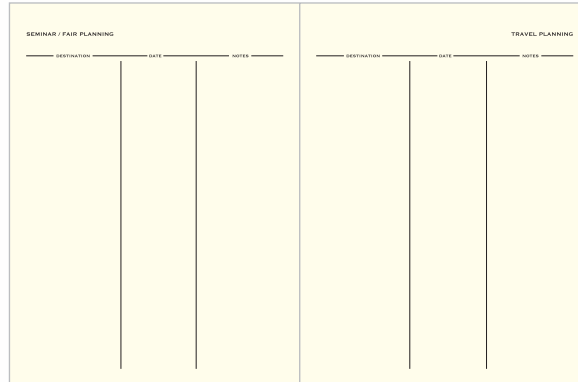 SEMINAR / FAIR PLANNING
DESTINATION DATE NOTES
TRAVEL PLANNING
DESTINATION DATE NOTES